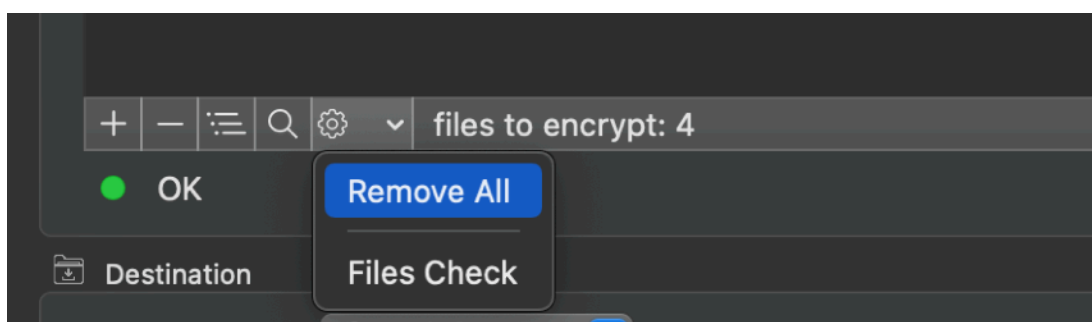 files to encrypt: 4
OK
Remove All
Files Check
Destination